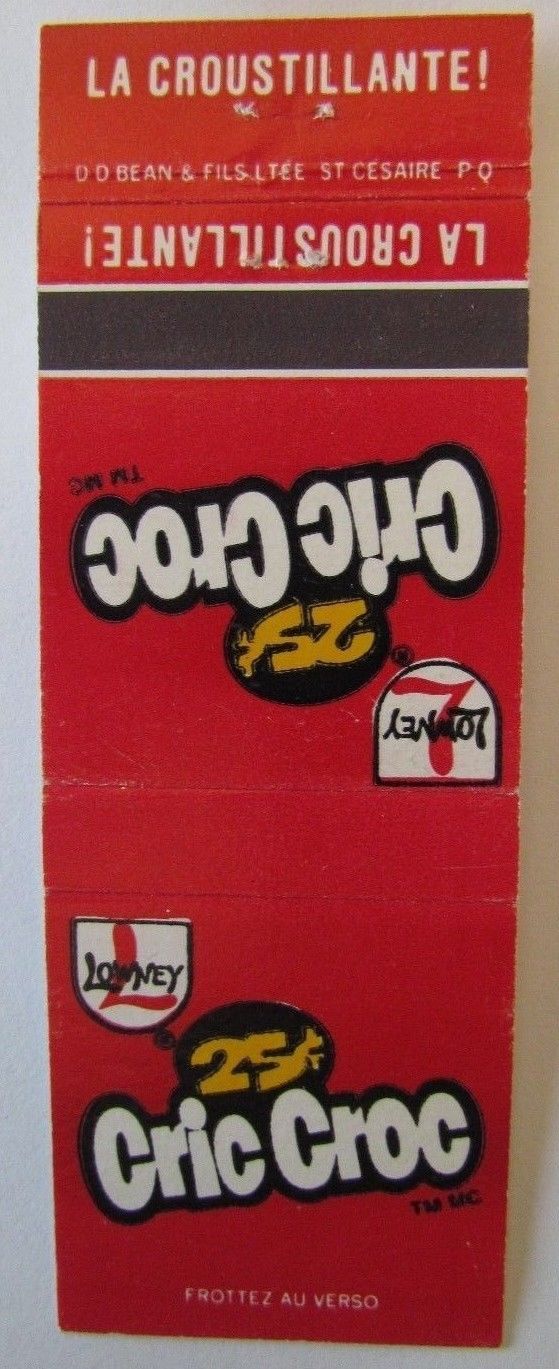 LA CROUSTILLANTE!
D D BEAN & FILS LTÉE ST CESAIRE P Q
LA CROUSTILLANTE!
TM MC
Cric Croc
25¢
®
LOWNEY
L
L
LOWNEY
®
25¢
Cric Croc
TM MC
FROTTEZ AU VERSO